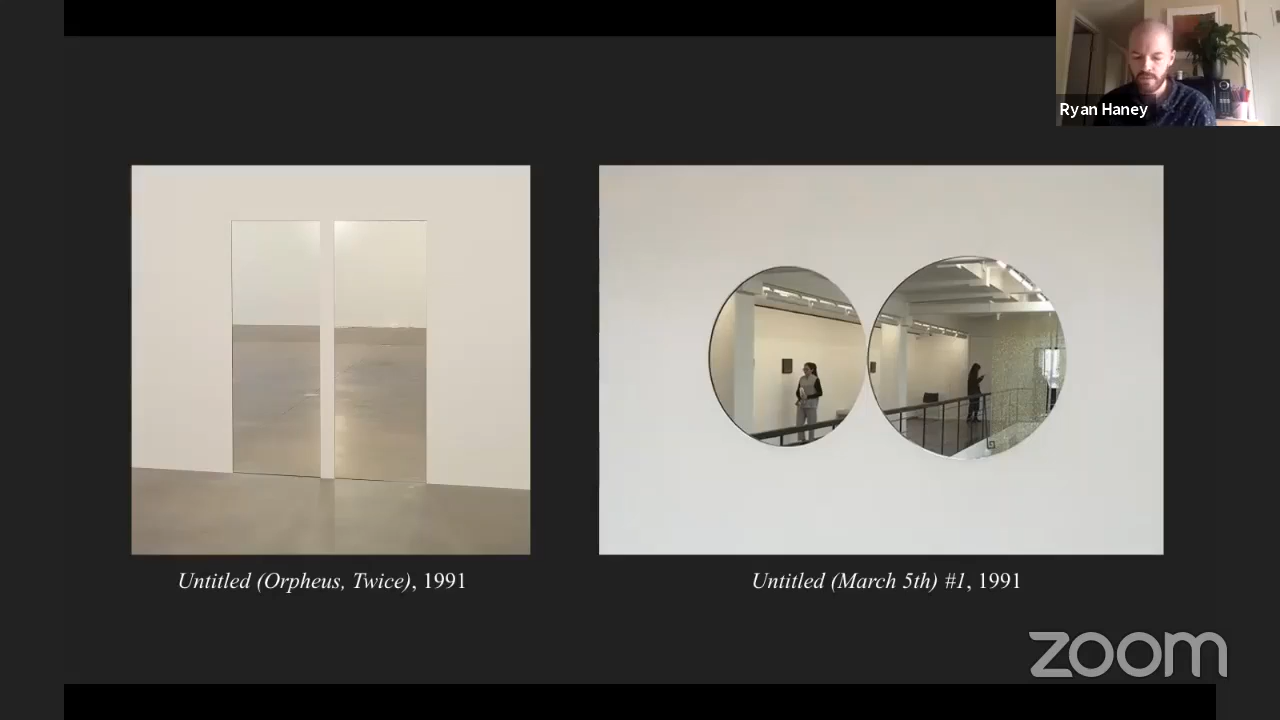 Ryan Haney
Untitled (Orpheus, Twice), 1991
Untitled (March 5th) #1, 1991
zoom